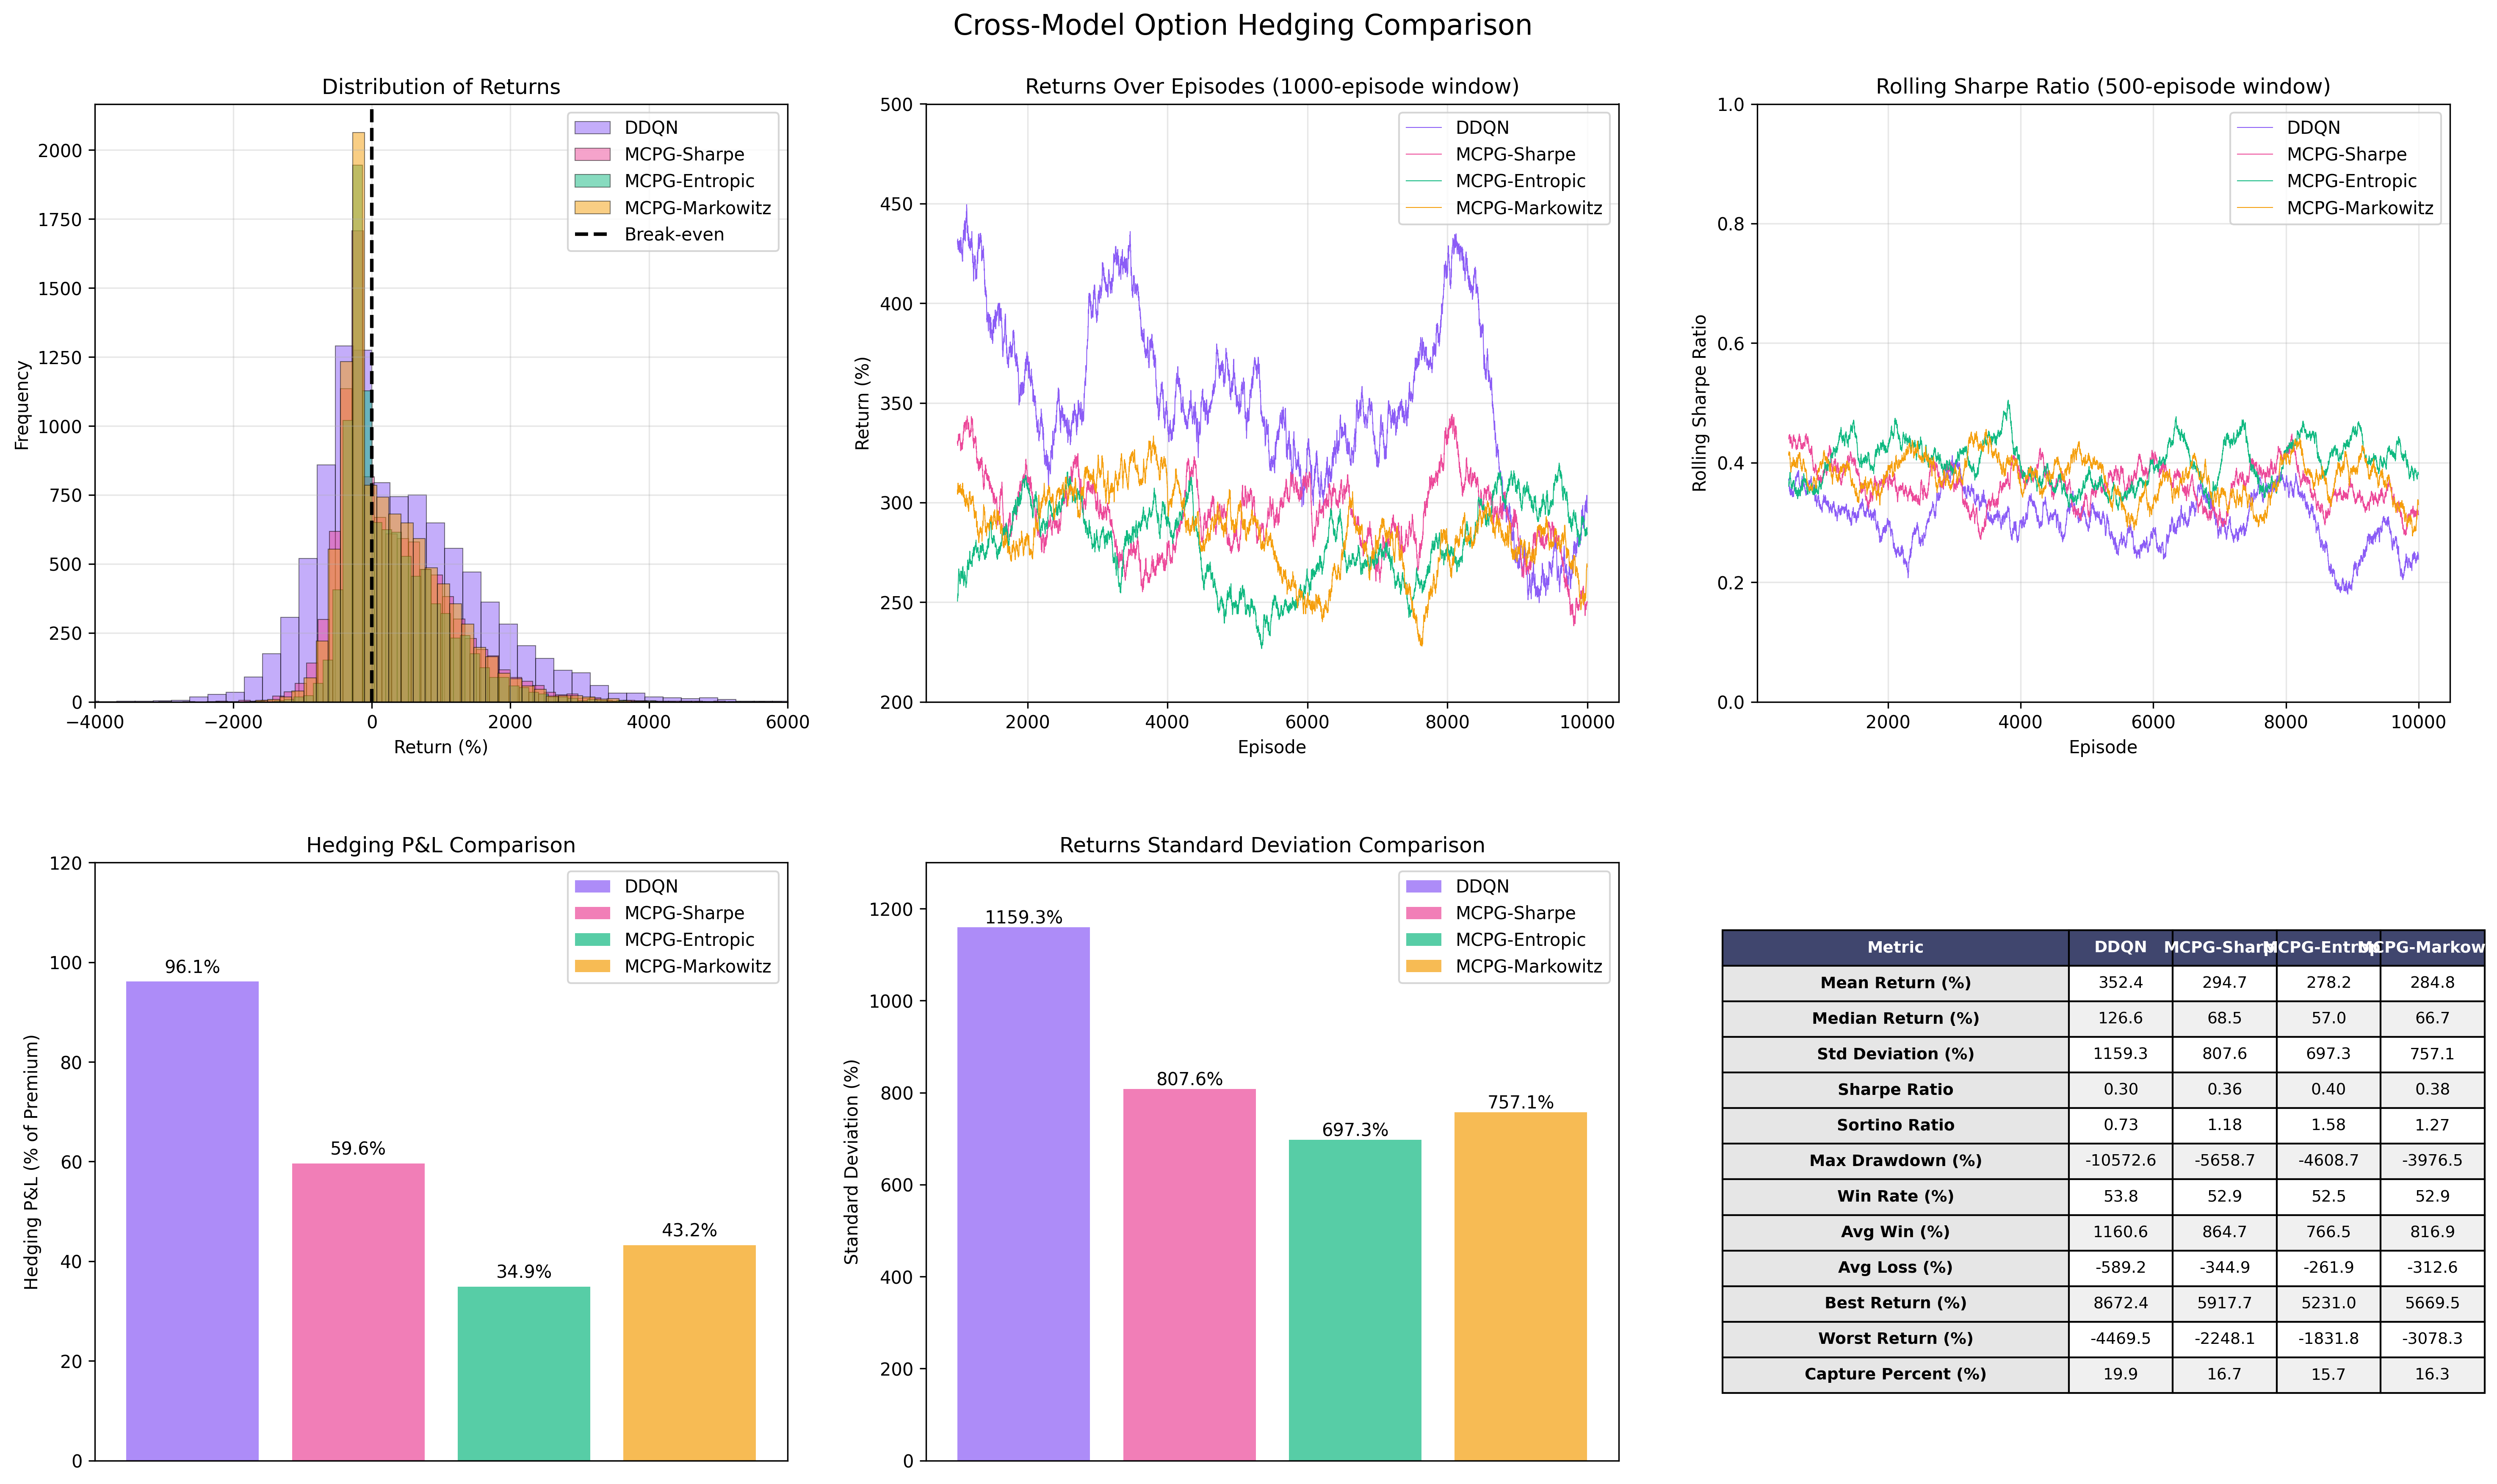 Cross-Model Option Hedging Comparison
Distribution of Returns
Frequency
2000
1750
1500
1250
1000
750
500
250
0
−4000 −2000 0 2000 4000 6000
Return (%)
DDQN
MCPG-Sharpe
MCPG-Entropic
MCPG-Markowitz
Break-even
Returns Over Episodes (1000-episode window)
Return (%)
500
450
400
350
300
250
200
2000 4000 6000 8000 10000
Episode
DDQN
MCPG-Sharpe
MCPG-Entropic
MCPG-Markowitz
Rolling Sharpe Ratio (500-episode window)
Rolling Sharpe Ratio
1.0
0.8
0.6
0.4
0.2
0.0
2000 4000 6000 8000 10000
Episode
DDQN
MCPG-Sharpe
MCPG-Entropic
MCPG-Markowitz
Hedging P&L Comparison
Hedging P&L (% of Premium)
120
100
80
60
40
20
0
96.1%
59.6%
34.9%
43.2%
DDQN
MCPG-Sharpe
MCPG-Entropic
MCPG-Markowitz
Returns Standard Deviation Comparison
Standard Deviation (%)
1200
1000
800
600
400
200
0
1159.3%
807.6%
697.3%
757.1%
DDQN
MCPG-Sharpe
MCPG-Entropic
MCPG-Markowitz
Metric DDQN MCPG-Sharp MCPG-Entrop MCPG-Markow
Mean Return (%) 352.4 294.7 278.2 284.8
Median Return (%) 126.6 68.5 57.0 66.7
Std Deviation (%) 1159.3 807.6 697.3 757.1
Sharpe Ratio 0.30 0.36 0.40 0.38
Sortino Ratio 0.73 1.18 1.58 1.27
Max Drawdown (%) -10572.6 -5658.7 -4608.7 -3976.5
Win Rate (%) 53.8 52.9 52.5 52.9
Avg Win (%) 1160.6 864.7 766.5 816.9
Avg Loss (%) -589.2 -344.9 -261.9 -312.6
Best Return (%) 8672.4 5917.7 5231.0 5669.5
Worst Return (%) -4469.5 -2248.1 -1831.8 -3078.3
Capture Percent (%) 19.9 16.7 15.7 16.3